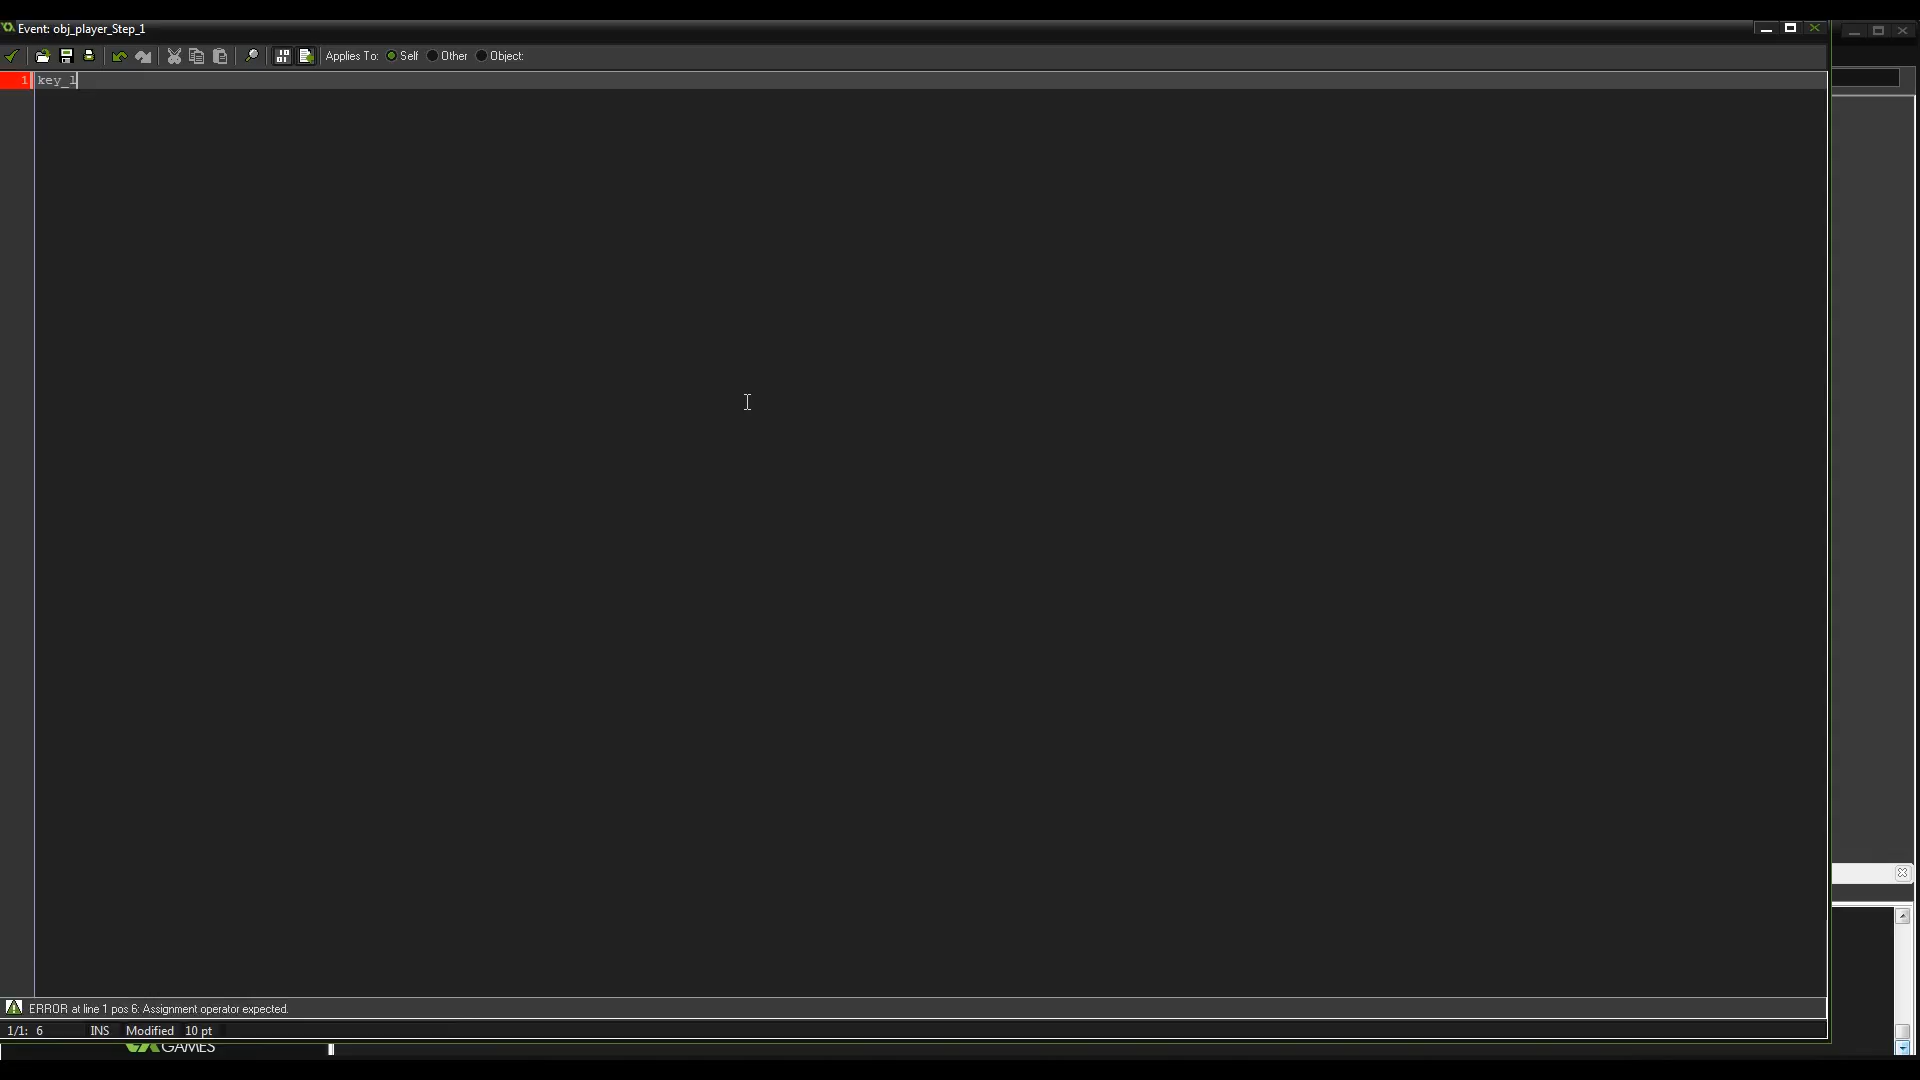 Event: obj_player_Step_1
Applies To: Self Other Object:
1 key_l
ERROR at line 1 pos 6: Assignment operator expected.
1/1: 6 INS Modified 10 pt
GAMES